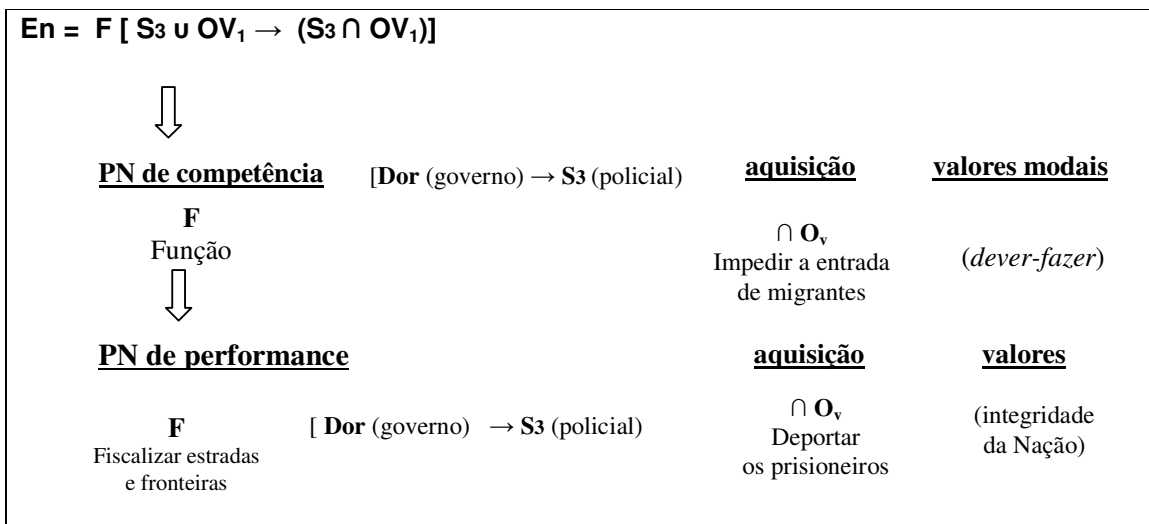 En = F [ S3 ∪ OV1 → (S3 ∩ OV1)]
PN de competência [Dor (governo) → S3 (policial) aquisição valores modais
F
Função
∩ Ov
Impedir a entrada
de migrantes
(dever-fazer)
PN de performance aquisição valores
F
Fiscalizar estradas
e fronteiras
[ Dor (governo) → S3 (policial)
∩ Ov
Deportar
os prisioneiros
(integridade
da Nação)